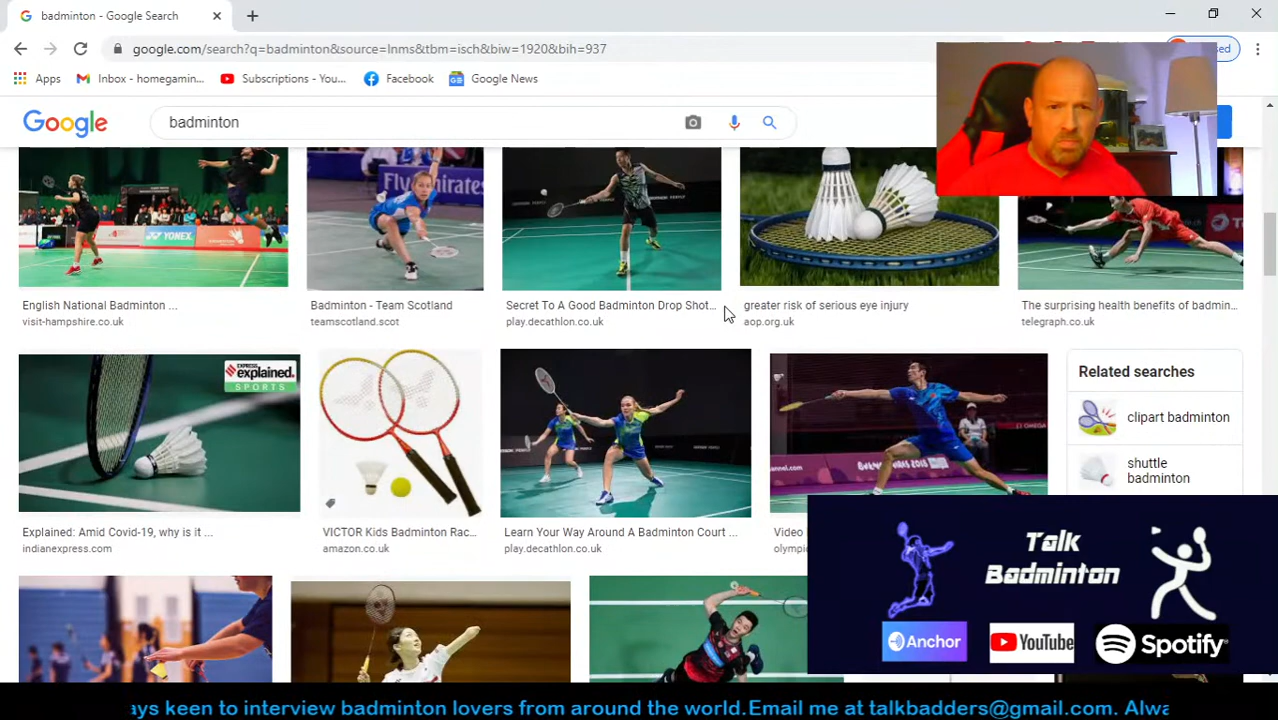 badminton - Google Search
google.com/search?q=badminton&source=lnms&tbm=isch&biw=1920&bih=937
Apps
Inbox - homegamin...
Subscriptions - You...
Facebook
Google News
Google
badminton
Emirates
YONEX
English National Badminton ...
visit-hampshire.co.uk
Badminton - Team Scotland
teamscotland.scot
Secret To A Good Badminton Drop Shot...
play.decathlon.co.uk
greater risk of serious eye injury
aop.org.uk
The surprising health benefits of badmin...
telegraph.co.uk
EXPRESS
explained.
SPORTS
Explained: Amid Covid-19, why is it ...
indianexpress.com
VICTOR Kids Badminton Rac...
amazon.co.uk
Learn Your Way Around A Badminton Court ...
play.decathlon.co.uk
Video
olympic
Related searches
clipart badminton
shuttle
badminton
Talk
Badminton
Anchor
YouTube
Spotify
ays keen to interview badminton lovers from around the world.Email me at talkbadders@gmail.com. Alwa